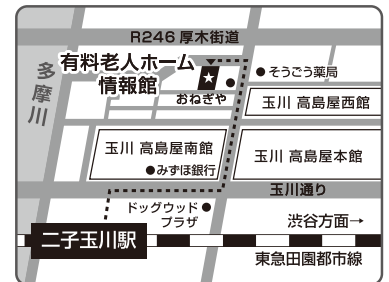 R246 厚木街道
多摩川
有料老人ホーム
情報館
おねぎや
そうごう薬局
玉川 高島屋西館
玉川 高島屋南館
みずほ銀行
玉川 高島屋本館
玉川通り
ドッグウッド
プラザ
渋谷方面→
二子玉川駅
東急田園都市線